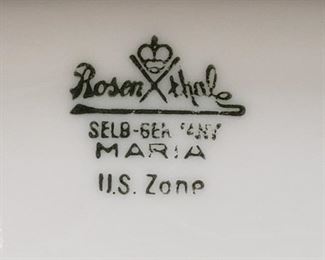 Rosenthal
SELB-GERMANY
MARIA
U.S. Zone